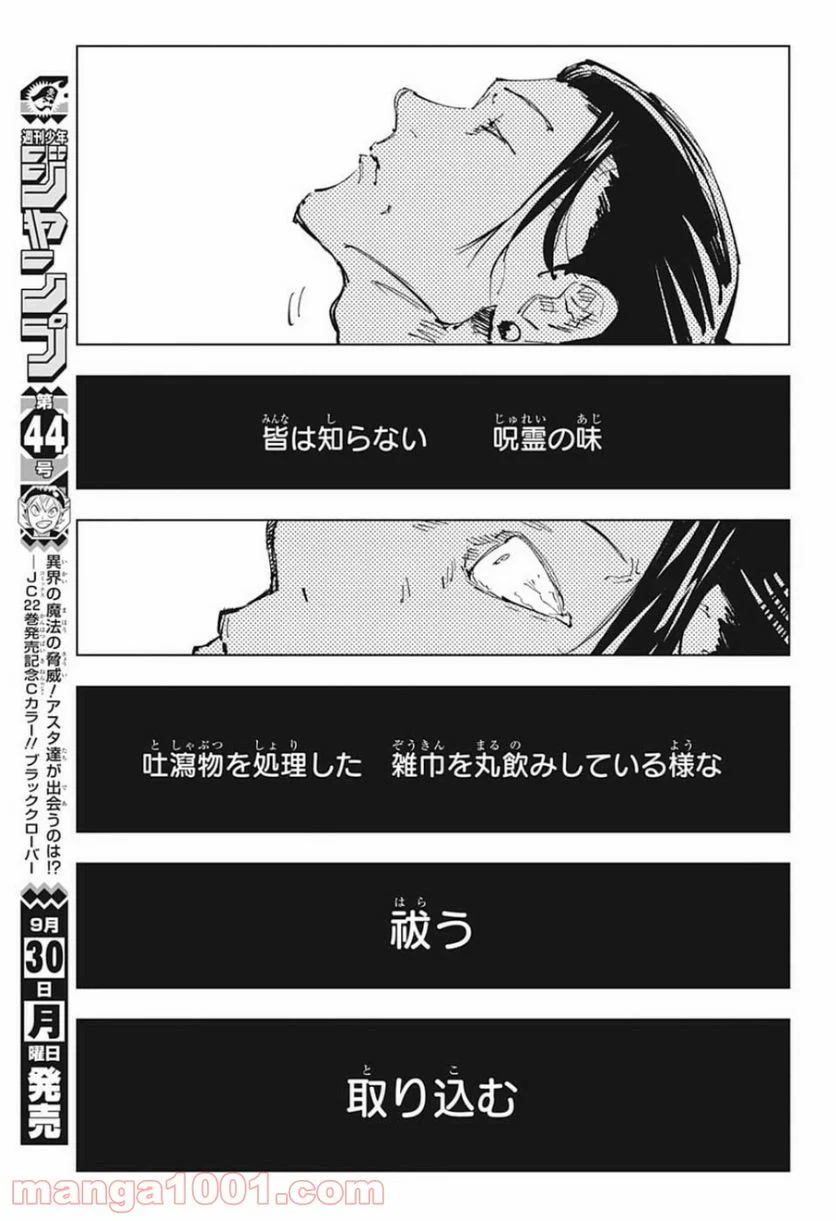 皆は知らない　呪霊の味
吐瀉物を処理した　雑巾を丸飲みしている様な
祓う
取り込む
週刊少年
ジャンプ
第
44
号
異界の魔法の脅威！アスタ達が出会うのは!?
―JC22巻発売記念Cカラー!! ブラッククローバー
9月
30
日
月
曜日
発売
manga1001.com